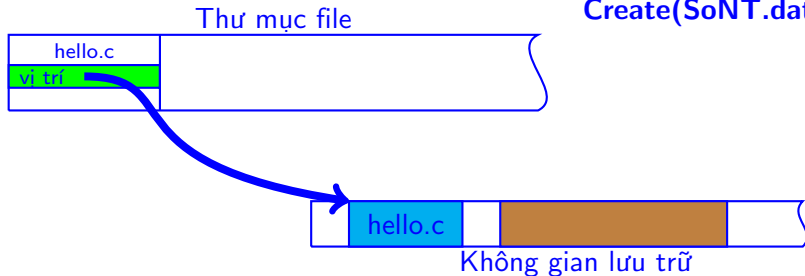 Thư mục file
Create(SoNT.dat
hello.c
vị trí
hello.c
Không gian lưu trữ